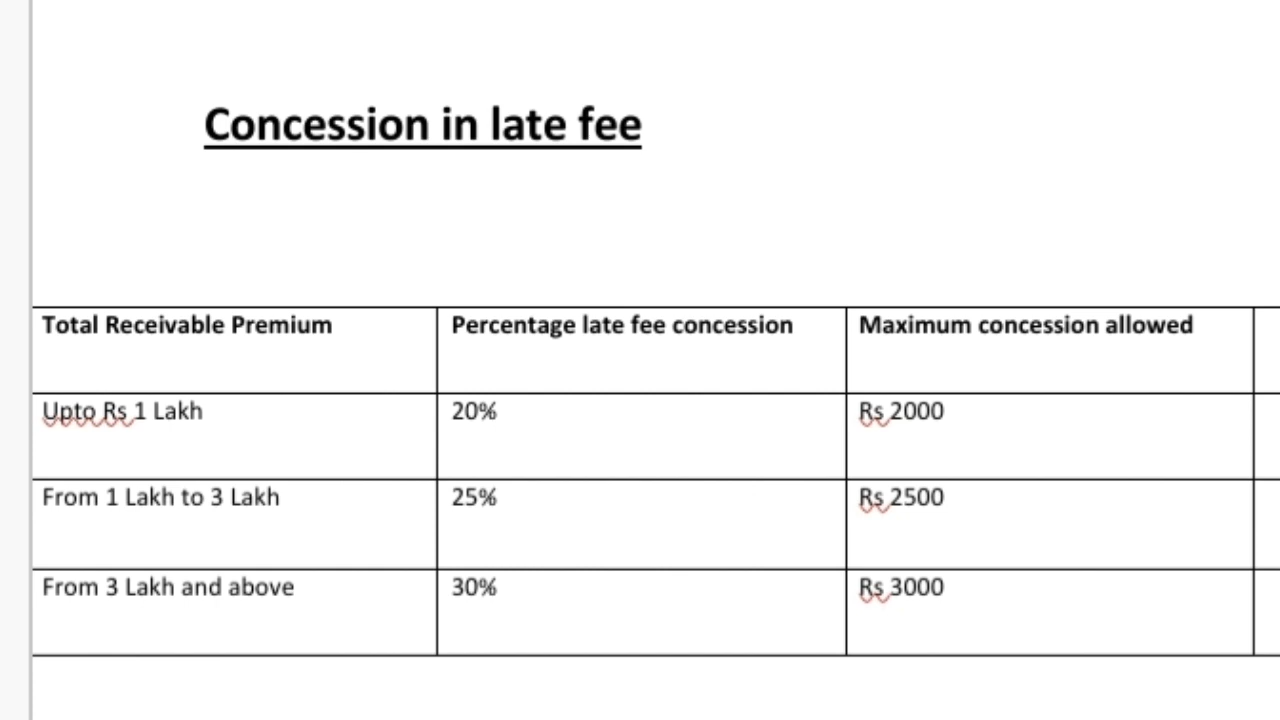 Concession in late fee
Total Receivable Premium Percentage late fee concession Maximum concession allowed
Upto Rs 1 Lakh 20% Rs 2000
From 1 Lakh to 3 Lakh 25% Rs 2500
From 3 Lakh and above 30% Rs 3000